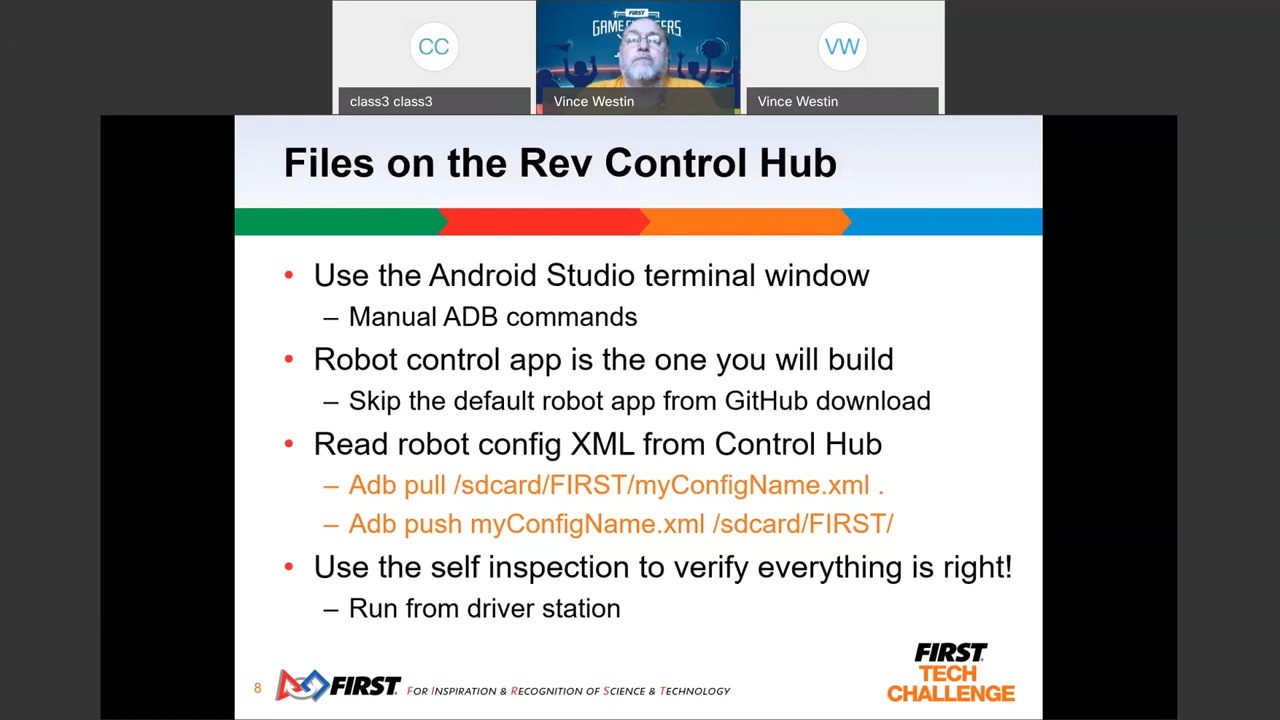 FIRST
GAME CHANGERS
CC
VW
class3 class3
Vince Westin
Vince Westin
Files on the Rev Control Hub
• Use the Android Studio terminal window
– Manual ADB commands
• Robot control app is the one you will build
– Skip the default robot app from GitHub download
• Read robot config XML from Control Hub
– Adb pull /sdcard/FIRST/myConfigName.xml .
– Adb push myConfigName.xml /sdcard/FIRST/
• Use the self inspection to verify everything is right!
– Run from driver station
8
FIRST
FOR INSPIRATION & RECOGNITION OF SCIENCE & TECHNOLOGY
FIRST
TECH
CHALLENGE